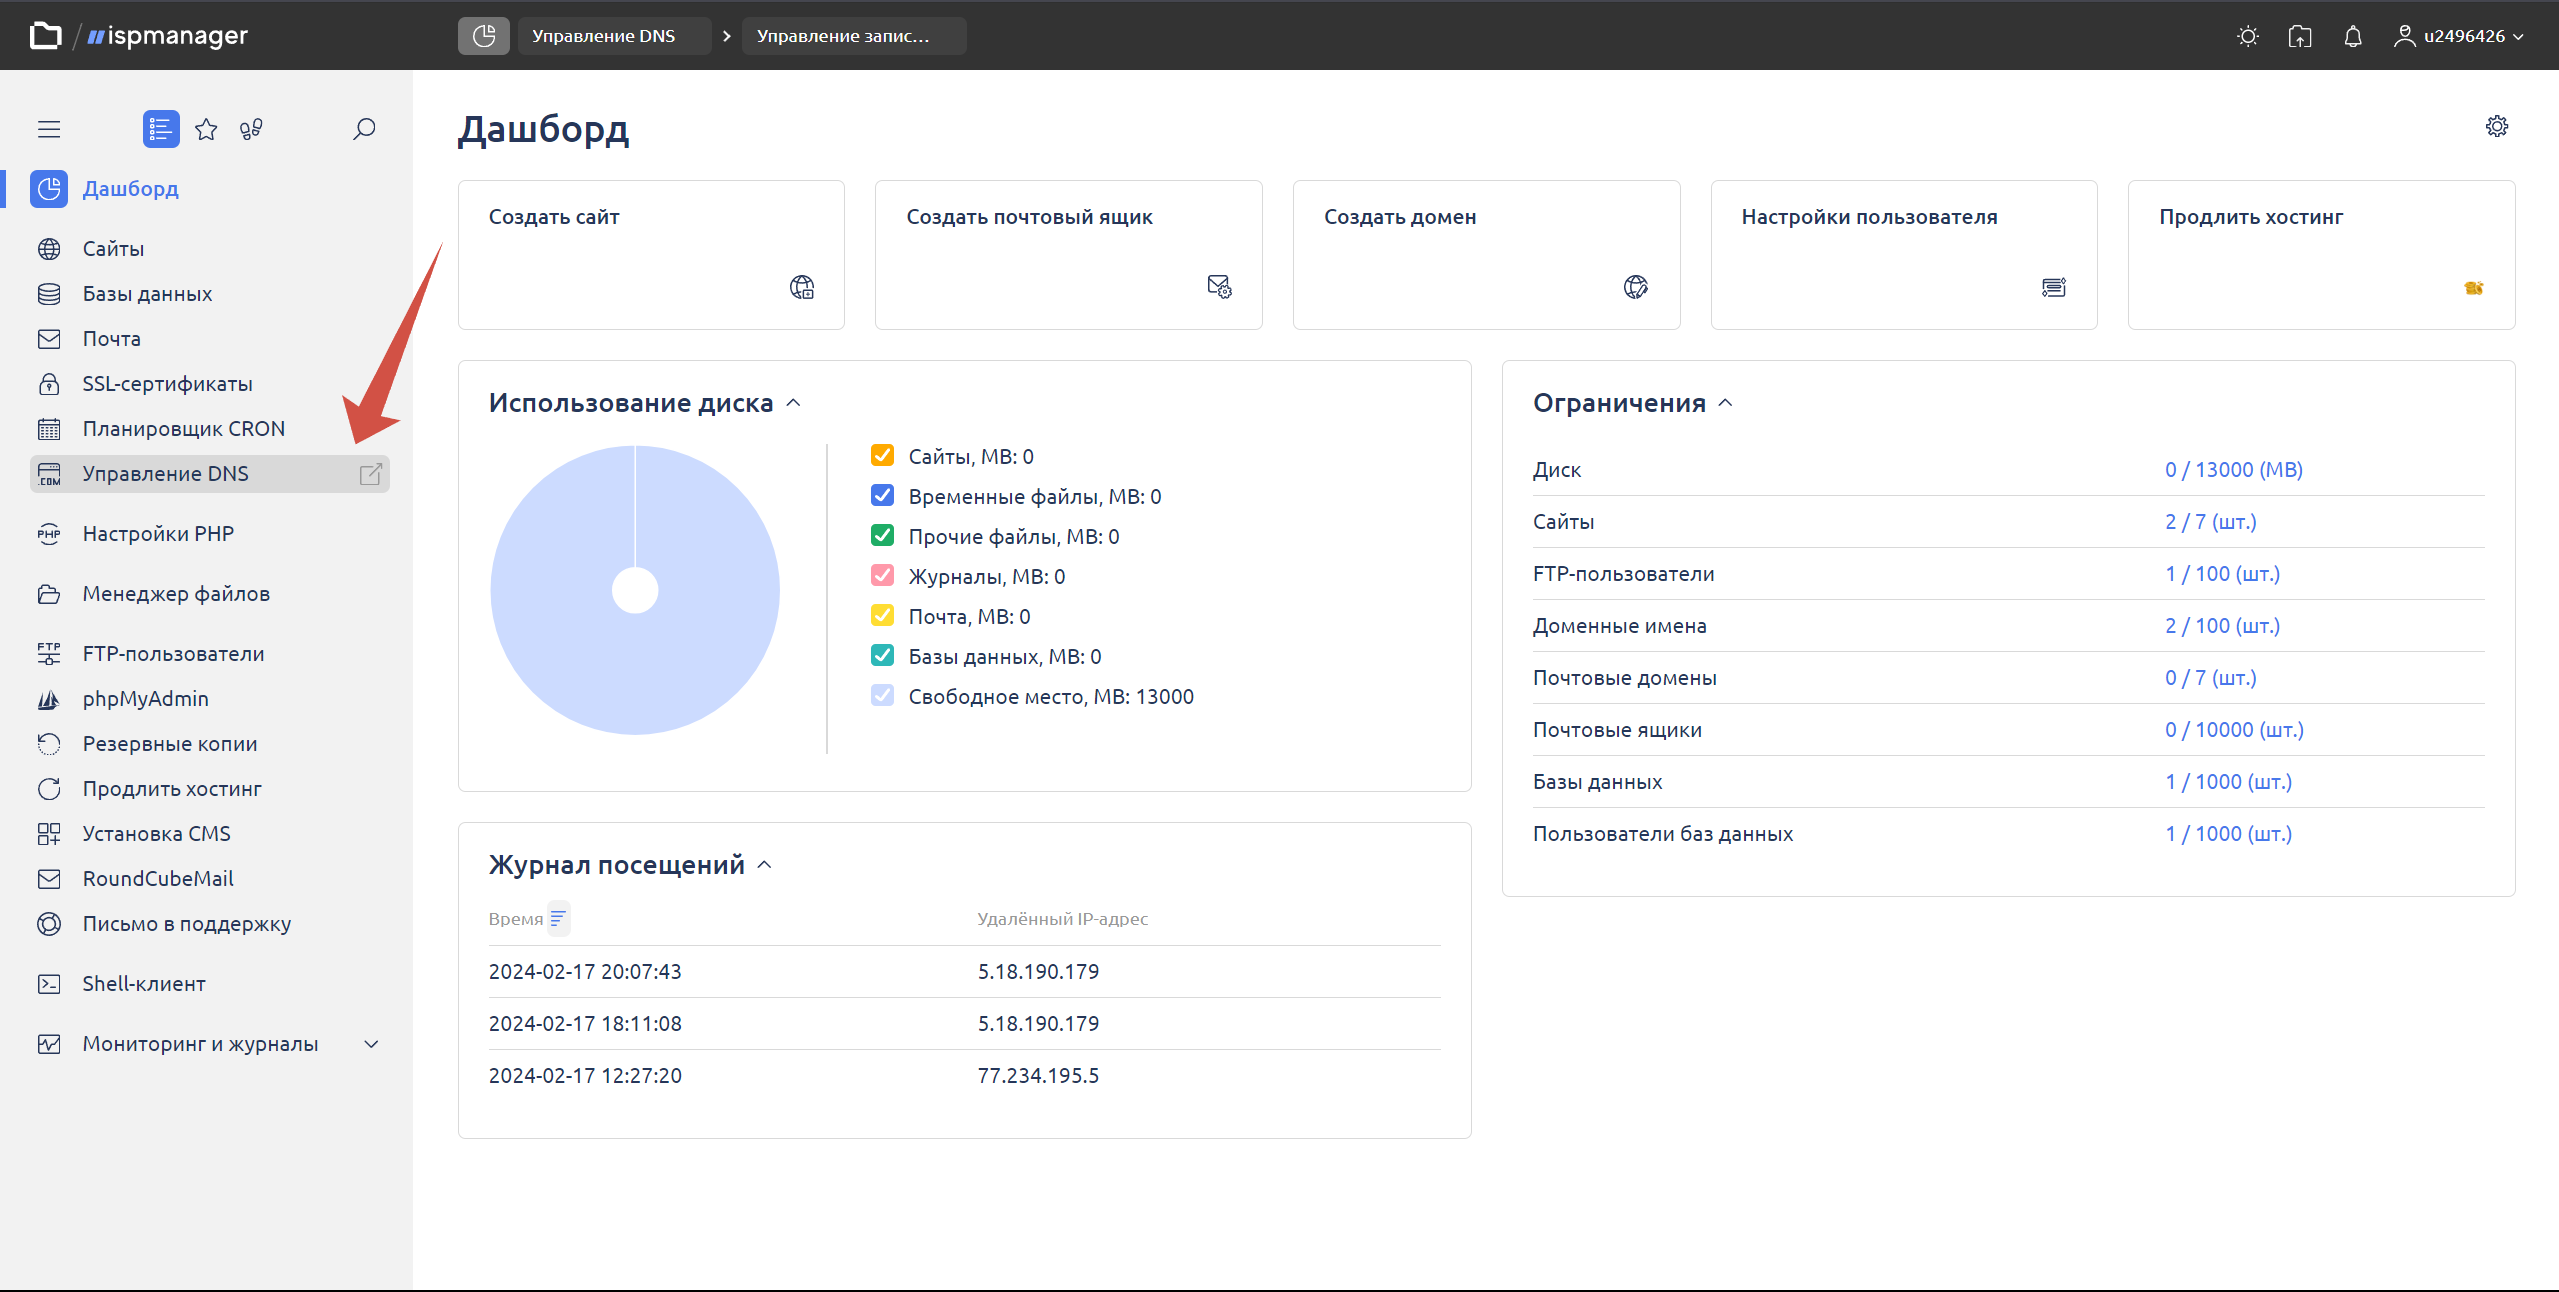 ispmanager
Управление DNS
Управление запис...
u2496426
Дашборд
Сайты
Базы данных
Почта
SSL-сертификаты
Планировщик CRON
.COM
Управление DNS
PHP
Настройки PHP
Менеджер файлов
FTP
FTP-пользователи
phpMyAdmin
Резервные копии
Продлить хостинг
Установка CMS
RoundCubeMail
Письмо в поддержку
Shell-клиент
Мониторинг и журналы
Дашборд
Создать сайт
Создать почтовый ящик
Создать домен
Настройки пользователя
Продлить хостинг
Использование диска
Сайты, MB: 0
Временные файлы, MB: 0
Прочие файлы, MB: 0
Журналы, MB: 0
Почта, MB: 0
Базы данных, MB: 0
Свободное место, MB: 13000
Ограничения
Диск 0 / 13000 (MB)
Сайты 2 / 7 (шт.)
FTP-пользователи 1 / 100 (шт.)
Доменные имена 2 / 100 (шт.)
Почтовые домены 0 / 7 (шт.)
Почтовые ящики 0 / 10000 (шт.)
Базы данных 1 / 1000 (шт.)
Пользователи баз данных 1 / 1000 (шт.)
Журнал посещений
Время Удалённый IP-адрес
2024-02-17 20:07:43 5.18.190.179
2024-02-17 18:11:08 5.18.190.179
2024-02-17 12:27:20 77.234.195.5